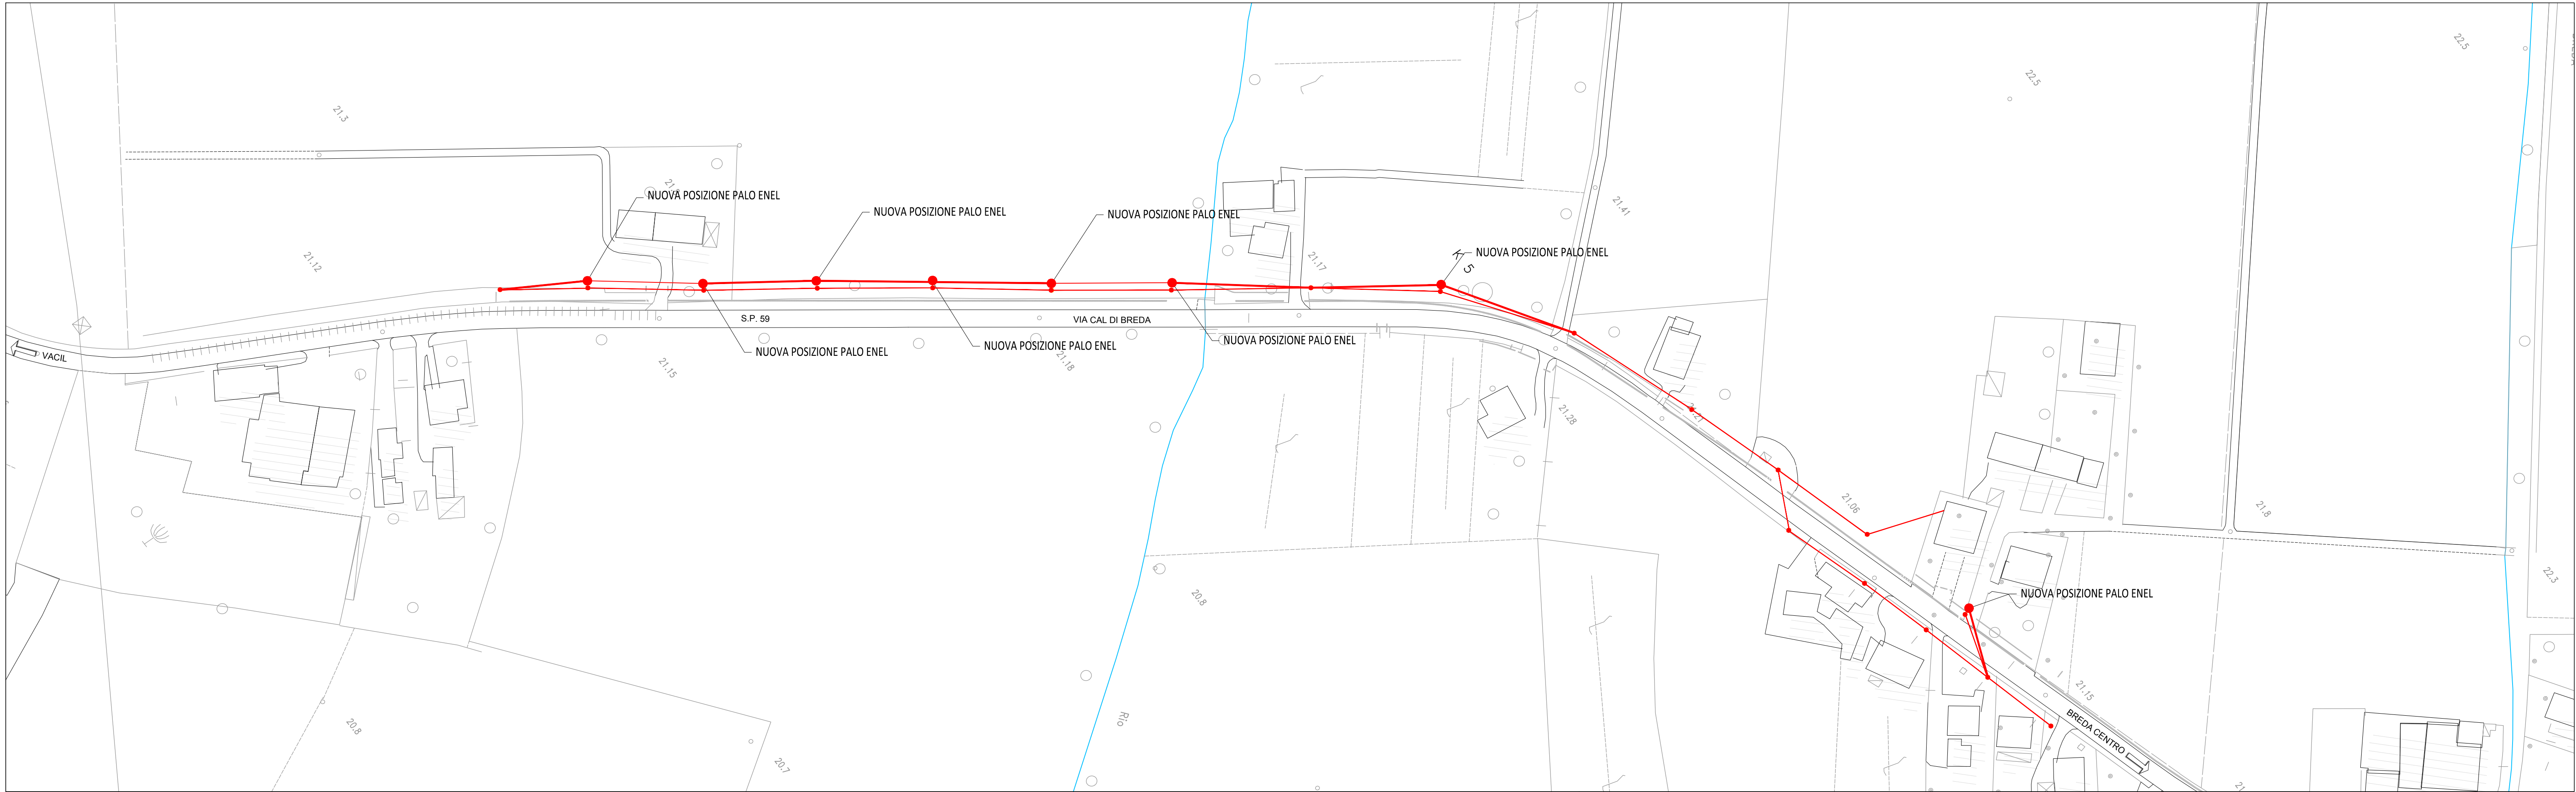 22.5
22.5
21.3
NUOVA POSIZIONE PALO ENEL
NUOVA POSIZIONE PALO ENEL
NUOVA POSIZIONE PALO ENEL
21.41
NUOVA POSIZIONE PALO ENEL
K 5
21.12
21.17
S.P. 59
VIA CAL DI BREDA
NUOVA POSIZIONE PALO ENEL
NUOVA POSIZIONE PALO ENEL
NUOVA POSIZIONE PALO ENEL
VACIL
21.15
21.18
21.28
21.21
21.06
21.8
22.3
20.8
NUOVA POSIZIONE PALO ENEL
21.15
Rio
20.8
BREDA CENTRO
20.7